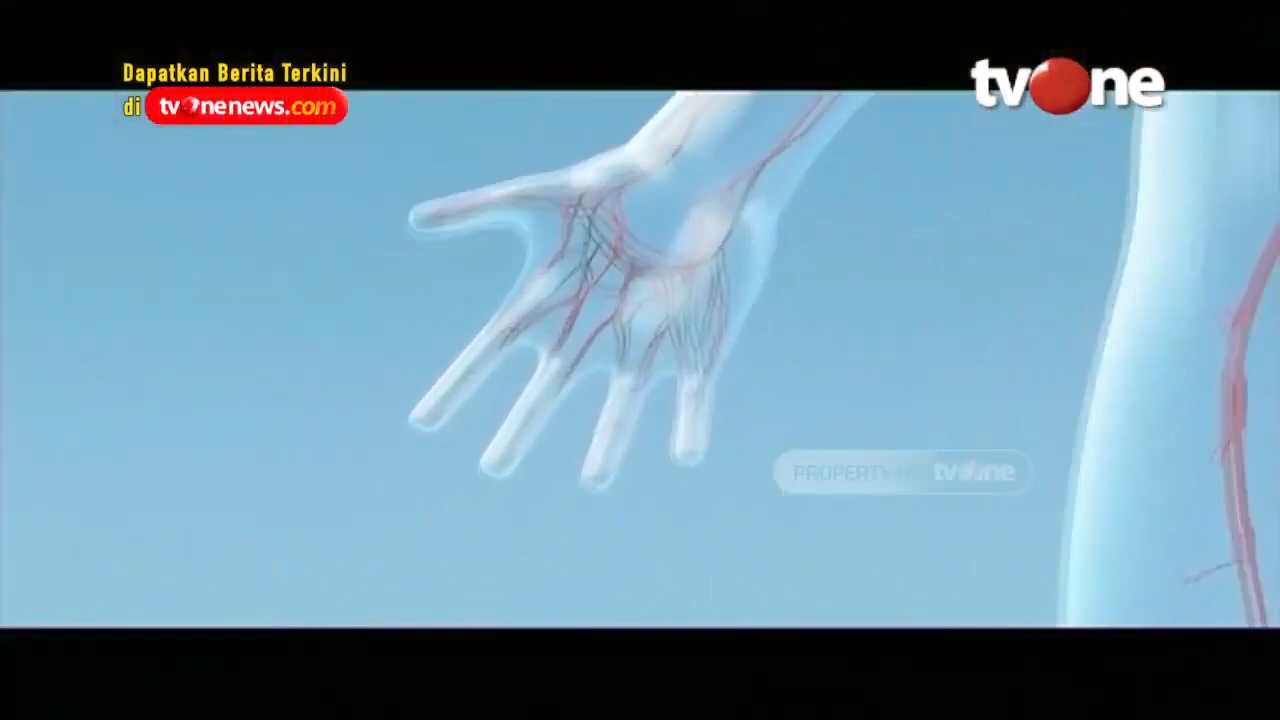 Dapatkan Berita Terkini
di tvOnenews.com
tvOne
PROPERTY OF tvOne